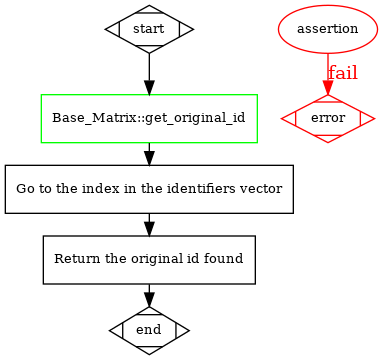 start
Base_Matrix::get_original_id
Go to the index in the identifiers vector
Return the original id found
end
assertion
fail
error